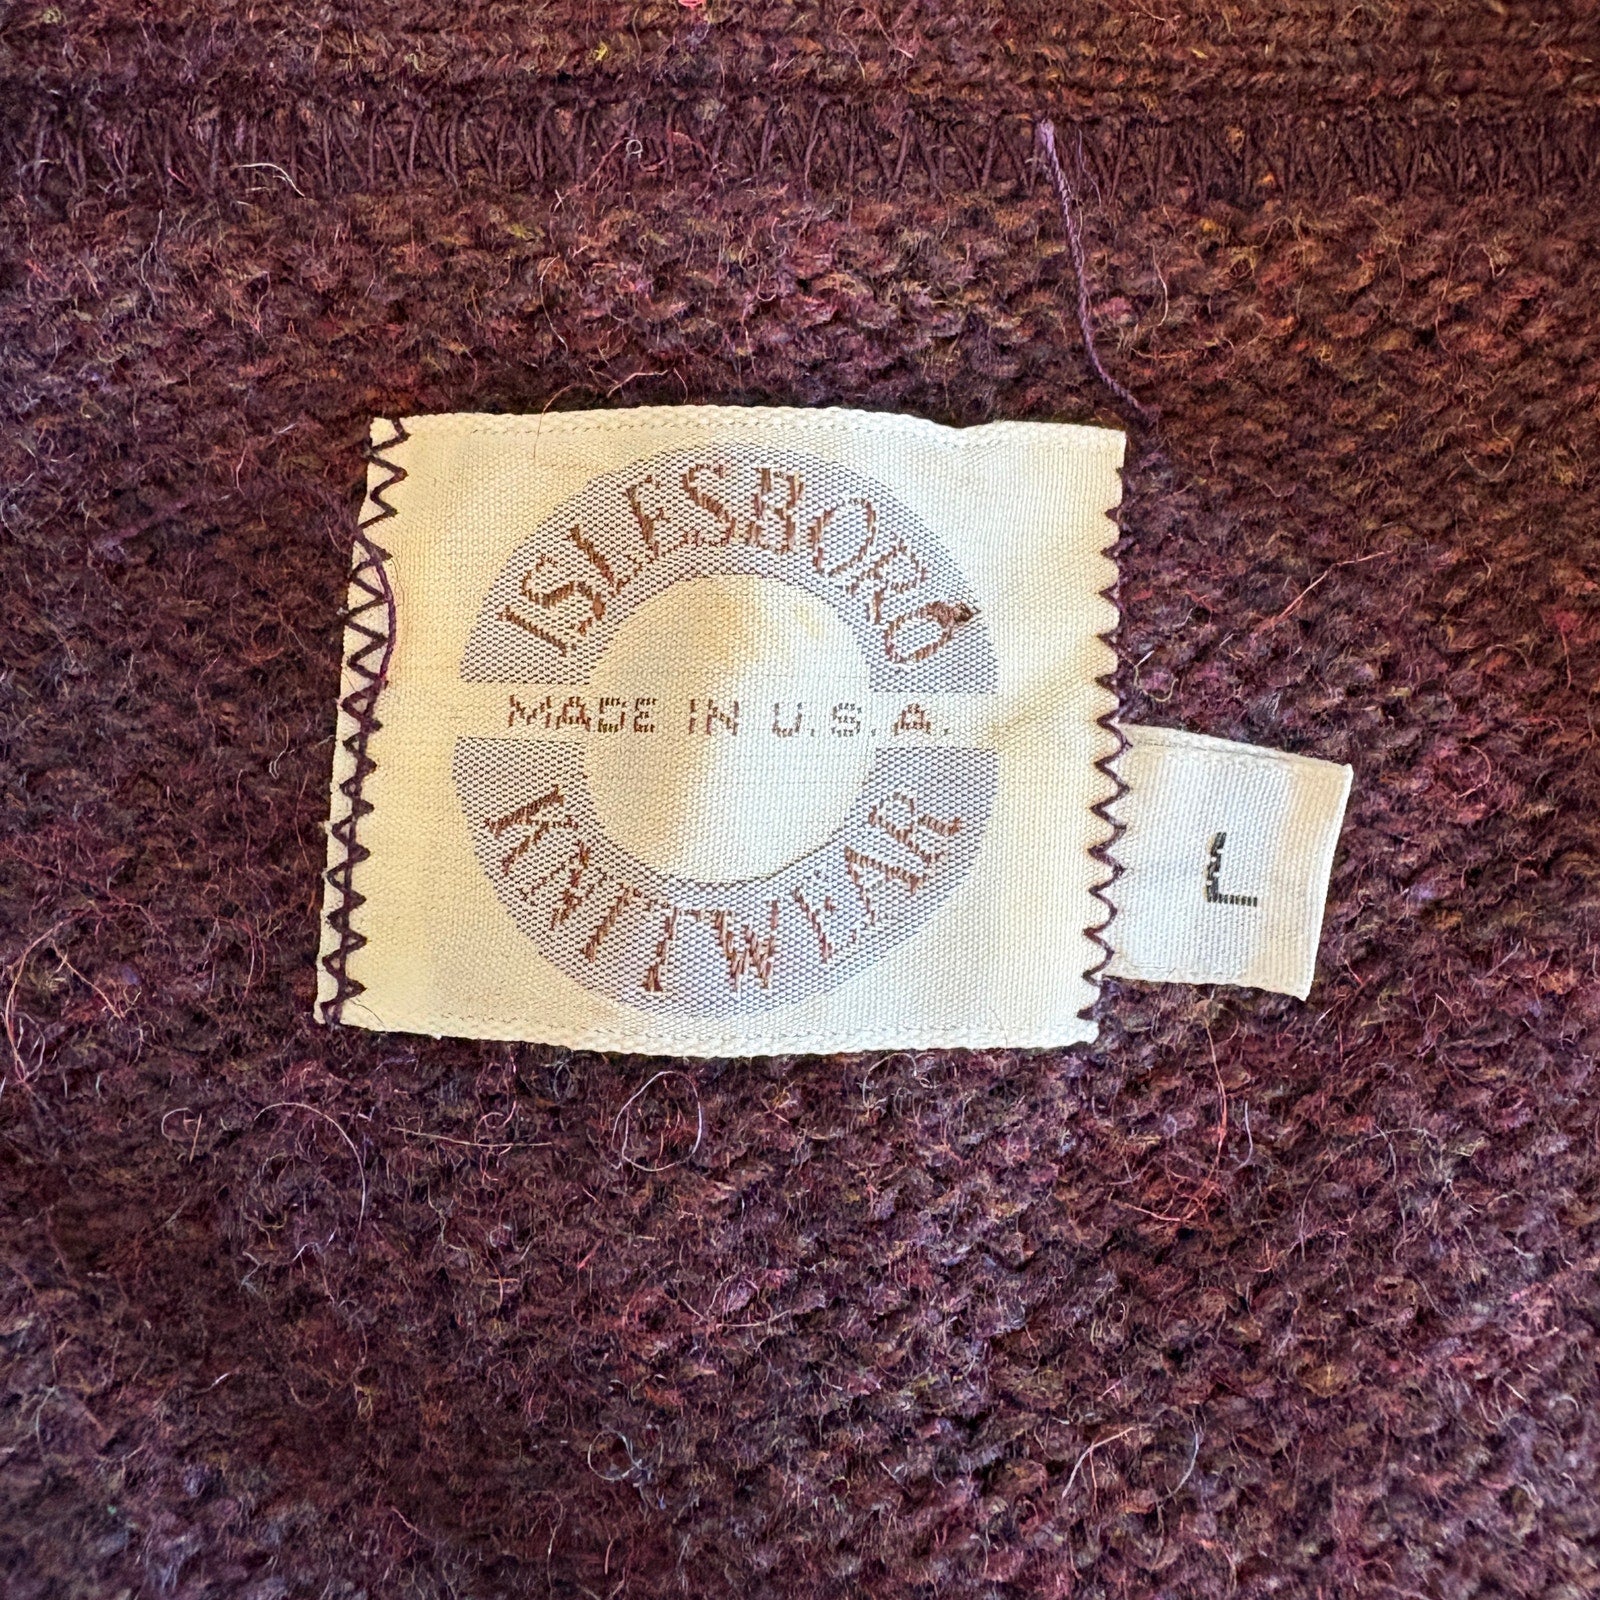 ISLESBORO
MADE IN U.S.A.
KNITWEAR
L